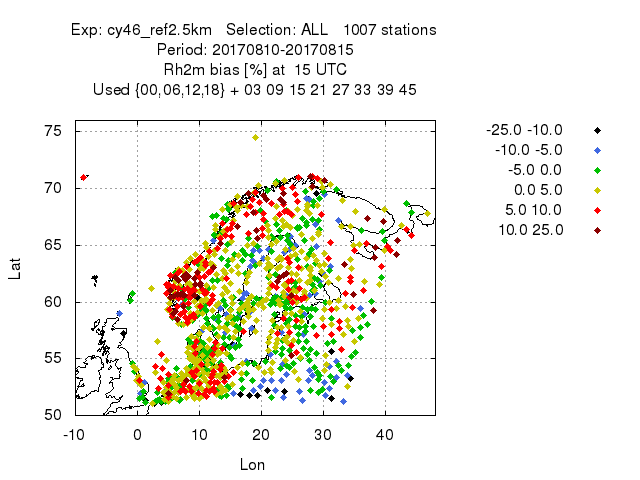 Exp: cy46_ref2.5km   Selection: ALL   1007 stations
Period: 20170810-20170815
Rh2m bias [%] at  15 UTC
Used {00,06,12,18} + 03 09 15 21 27 33 39 45
-25.0 -10.0
-10.0 -5.0
-5.0 0.0
0.0 5.0
5.0 10.0
10.0 25.0
75
70
65
60
55
50
Lat
-10 0 10 20 30 40
Lon